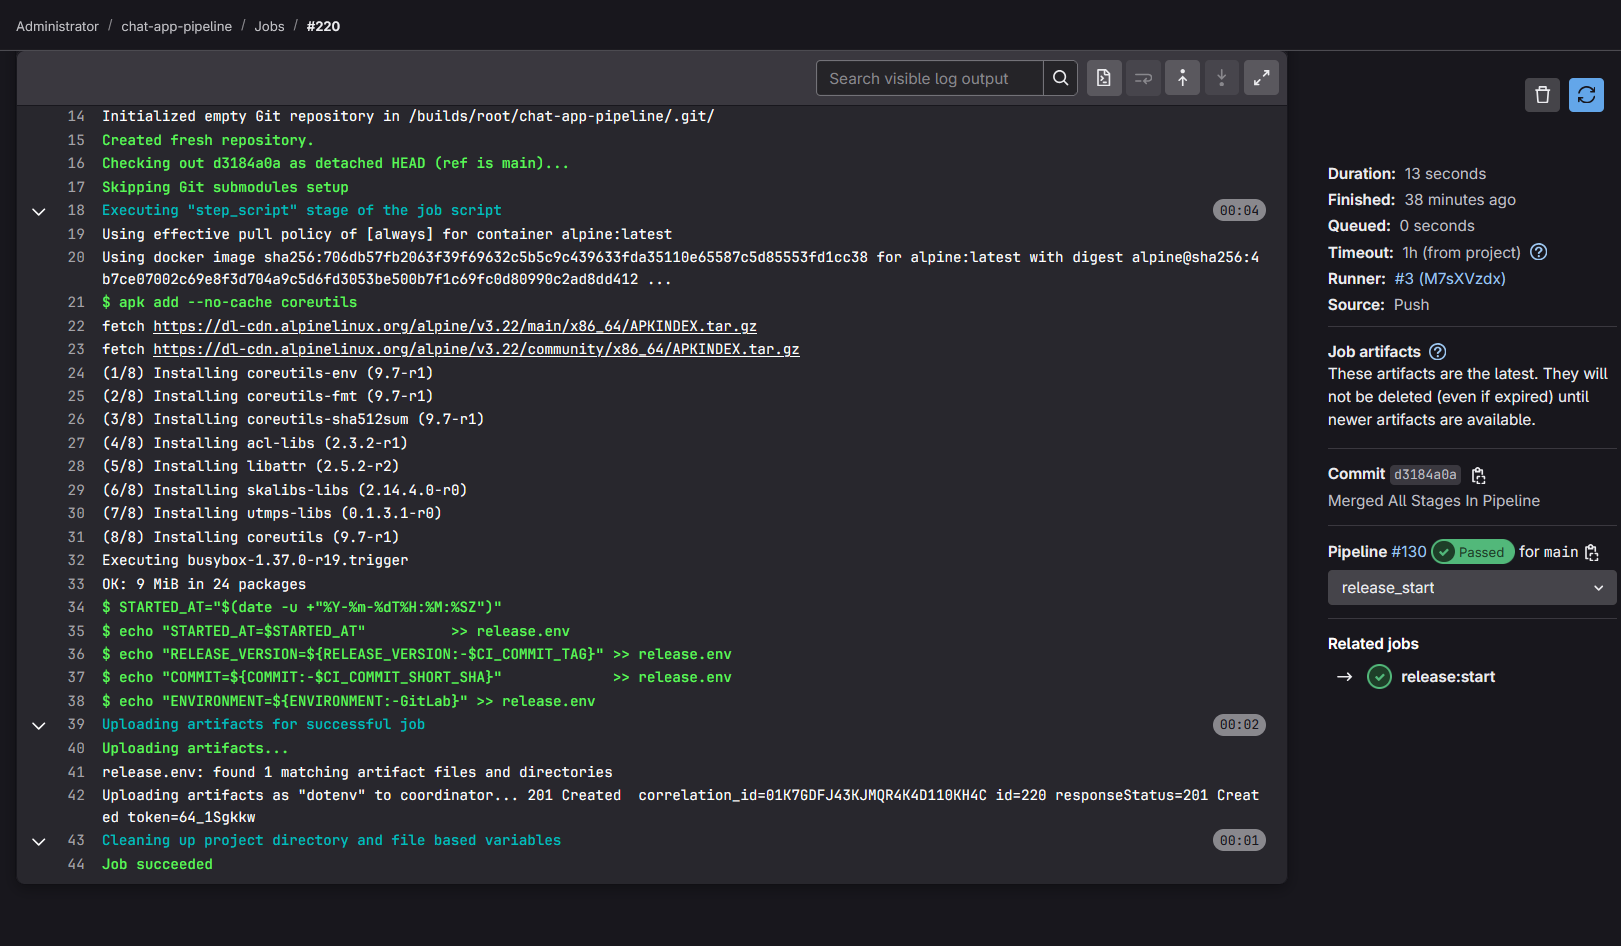 Administrator / chat-app-pipeline / Jobs / #220
Search visible log output
14 Initialized empty Git repository in /builds/root/chat-app-pipeline/.git/
15 Created fresh repository.
16 Checking out d3184a0a as detached HEAD (ref is main)...
17 Skipping Git submodules setup
18 Executing "step_script" stage of the job script 00:04
19 Using effective pull policy of [always] for container alpine:latest
20 Using docker image sha256:706db57fb2063f39f69632c5b5c9c439633fda35110e65587c5d85553fd1cc38 for alpine:latest with digest alpine@sha256:4
b7ce07002c69e8f3d704a9c5d6fd3053be500b7f1c69fc0d80990c2ad8dd412 ...
21 $ apk add --no-cache coreutils
22 fetch https://dl-cdn.alpinelinux.org/alpine/v3.22/main/x86_64/APKINDEX.tar.gz
23 fetch https://dl-cdn.alpinelinux.org/alpine/v3.22/community/x86_64/APKINDEX.tar.gz
24 (1/8) Installing coreutils-env (9.7-r1)
25 (2/8) Installing coreutils-fmt (9.7-r1)
26 (3/8) Installing coreutils-sha512sum (9.7-r1)
27 (4/8) Installing acl-libs (2.3.2-r1)
28 (5/8) Installing libattr (2.5.2-r2)
29 (6/8) Installing skalibs-libs (2.14.4.0-r0)
30 (7/8) Installing utmps-libs (0.1.3.1-r0)
31 (8/8) Installing coreutils (9.7-r1)
32 Executing busybox-1.37.0-r19.trigger
33 OK: 9 MiB in 24 packages
34 $ STARTED_AT="$(date -u +"%Y-%m-%dT%H:%M:%SZ")"
35 $ echo "STARTED_AT=$STARTED_AT"          >> release.env
36 $ echo "RELEASE_VERSION=${RELEASE_VERSION:-$CI_COMMIT_TAG}" >> release.env
37 $ echo "COMMIT=${COMMIT:-$CI_COMMIT_SHORT_SHA}"             >> release.env
38 $ echo "ENVIRONMENT=${ENVIRONMENT:-GitLab}" >> release.env
39 Uploading artifacts for successful job 00:02
40 Uploading artifacts...
41 release.env: found 1 matching artifact files and directories
42 Uploading artifacts as "dotenv" to coordinator... 201 Created  correlation_id=01K7GDFJ43KJMQR4K4D110KH4C id=220 responseStatus=201 Creat
ed token=64_1Sgkkw
43 Cleaning up project directory and file based variables 00:01
44 Job succeeded
Duration: 13 seconds
Finished: 38 minutes ago
Queued: 0 seconds
Timeout: 1h (from project)
Runner: #3 (M7sXVzdx)
Source: Push
Job artifacts
These artifacts are the latest. They will
not be deleted (even if expired) until
newer artifacts are available.
Commit d3184a0a
Merged All Stages In Pipeline
Pipeline #130 Passed for main
release_start
Related jobs
→ release:start